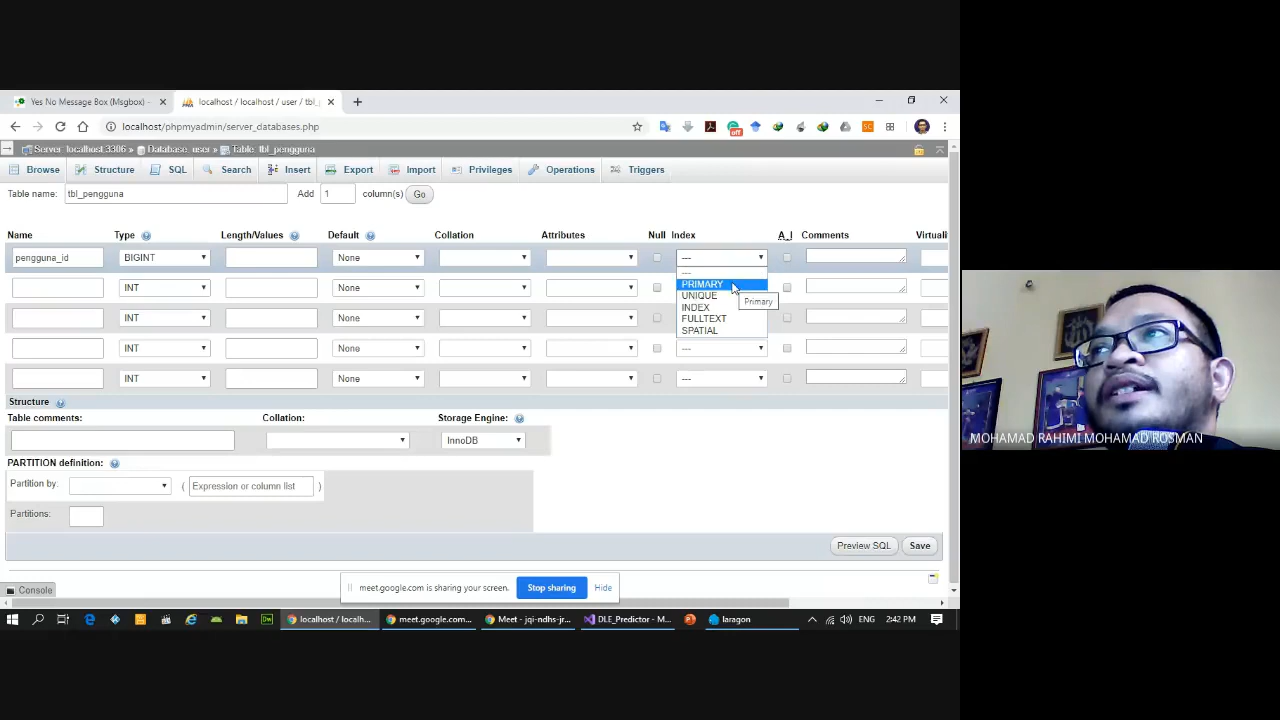 Yes No Message Box (Msgbox) -
localhost / localhost / user / tbl_
localhost/phpmyadmin/server_databases.php
off
SC
Server: localhost:3306 » Database: user » Table: tbl_pengguna
Browse Structure SQL Search Insert Export Import Privileges Operations Triggers
Table name: tbl_pengguna Add 1 column(s) Go
Name Type Length/Values Default Collation Attributes Null Index A_I Comments Virtuali
pengguna_id BIGINT None ---
---
INT None PRIMARY
UNIQUE
Primary
INDEX
INT None FULLTEXT
SPATIAL
INT None ---
INT None ---
Structure
Table comments: Collation: Storage Engine:
InnoDB
PARTITION definition:
Partition by: ( Expression or column list )
Partitions:
Preview SQL Save
Console
meet.google.com is sharing your screen. Stop sharing Hide
localhost / localh... meet.google.com... Meet - jqi-ndhs-jr... DLE_Predictor - M... laragon ENG 2:42 PM
MOHAMAD RAHIMI MOHAMAD ROSMAN